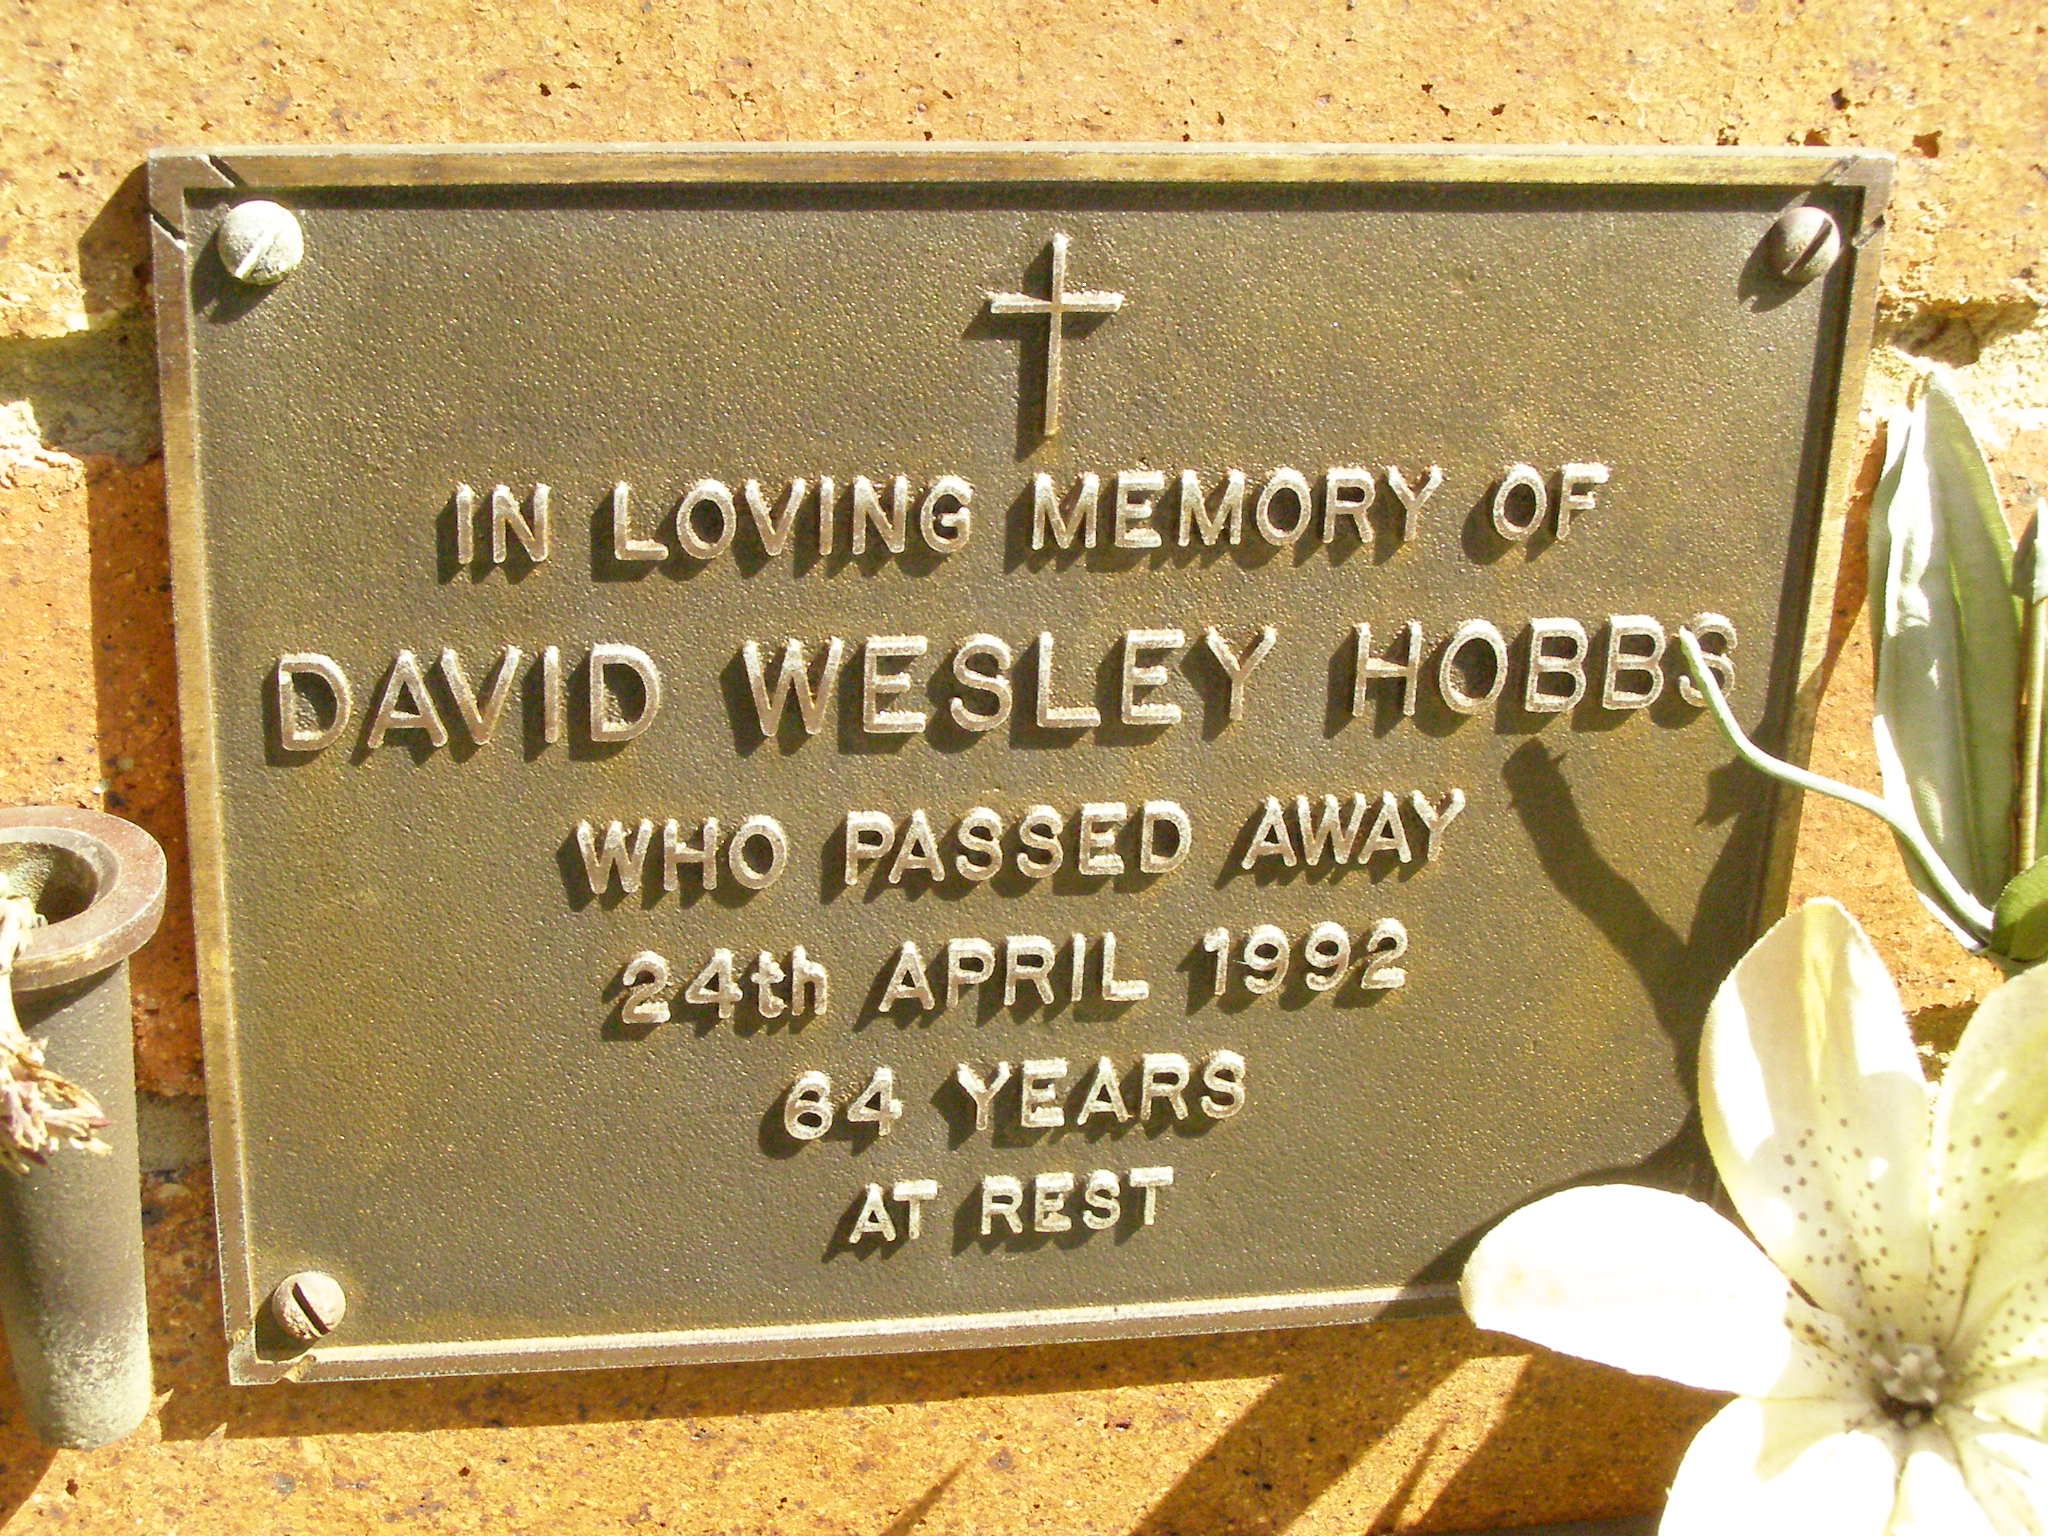 IN LOVING MEMORY OF
DAVID WESLEY HOBBS
WHO PASSED AWAY
24th APRIL 1992
64 YEARS
AT REST